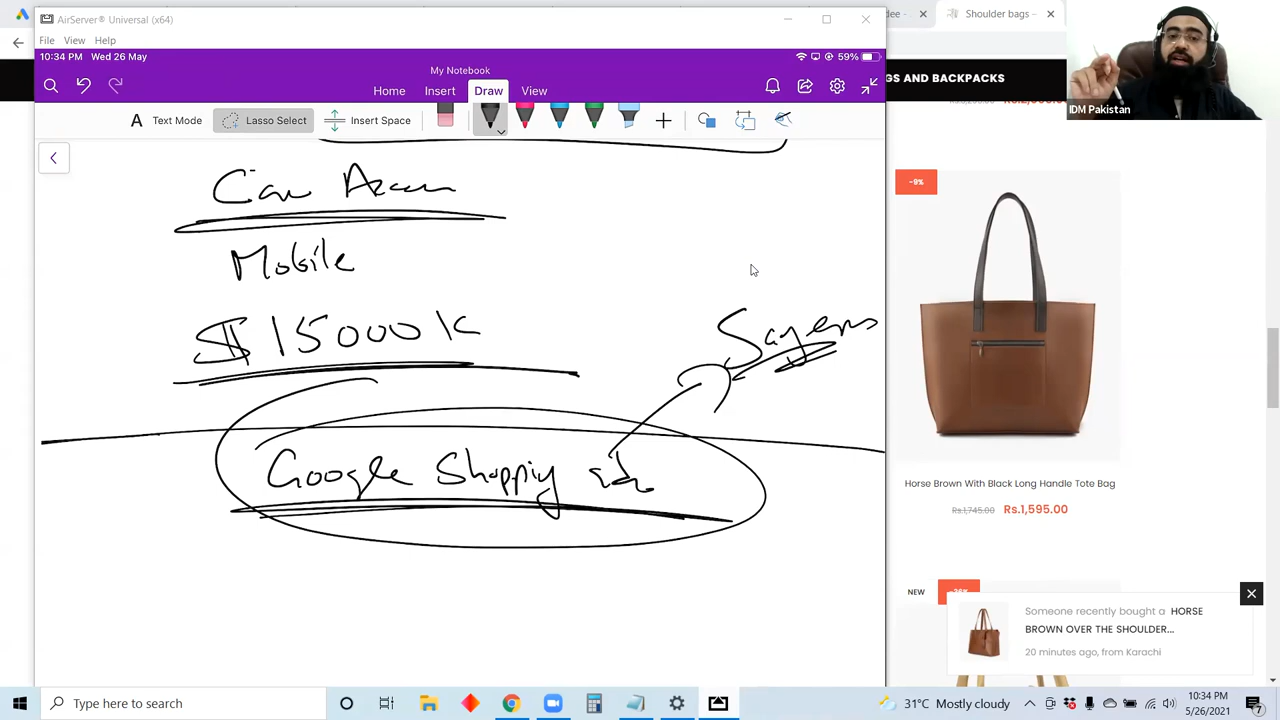 AirServer® Universal (x64)
Shoulder bags –
File View Help
10:34 PM Wed 26 May
59%
My Notebook
Home Insert Draw View
GS AND BACKPACKS
IDM Pakistan
A Text Mode Lasso Select Insert Space
-9%
Mobile
$15000 K
Google Shopping ads
Horse Brown With Black Long Handle Tote Bag
Rs.1,745.00 Rs.1,595.00
NEW
Someone recently bought a HORSE
BROWN OVER THE SHOULDER...
20 minutes ago, from Karachi
Type here to search
31°C Mostly cloudy
10:34 PM
5/26/2021
7